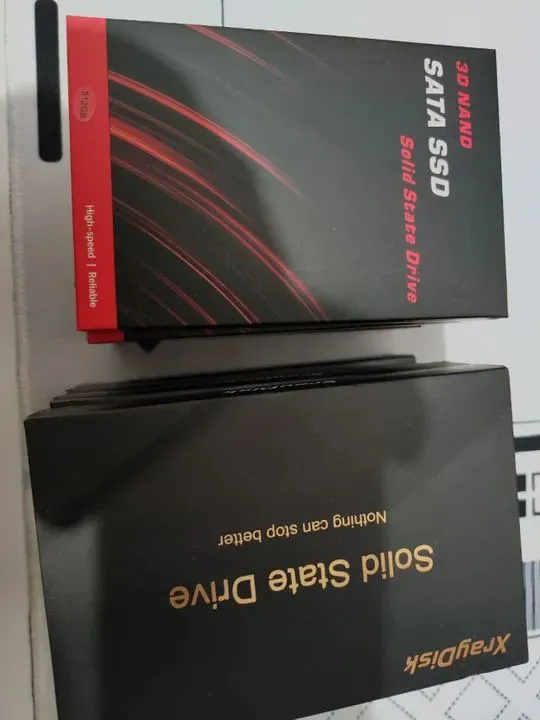 3D NAND
SATA SSD
Solid State Drive
512GB
High-speed | Reliable
XrayDisk
XrayDisk
Solid State Drive
Nothing can stop better